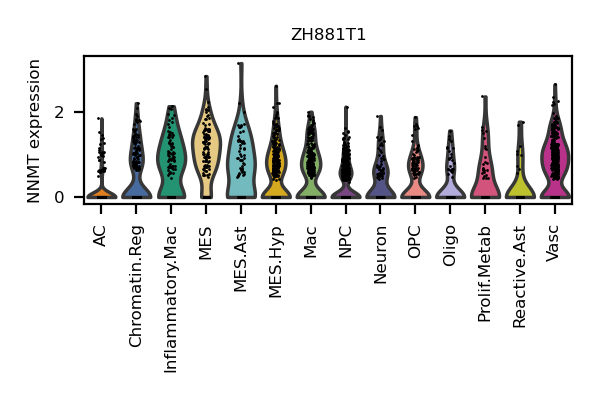 ZH881T1
NNMT expression
2
0
AC
Chromatin.Reg
Inflammatory.Mac
MES
MES.Ast
MES.Hyp
Mac
NPC
Neuron
OPC
Oligo
Prolif.Metab
Reactive.Ast
Vasc